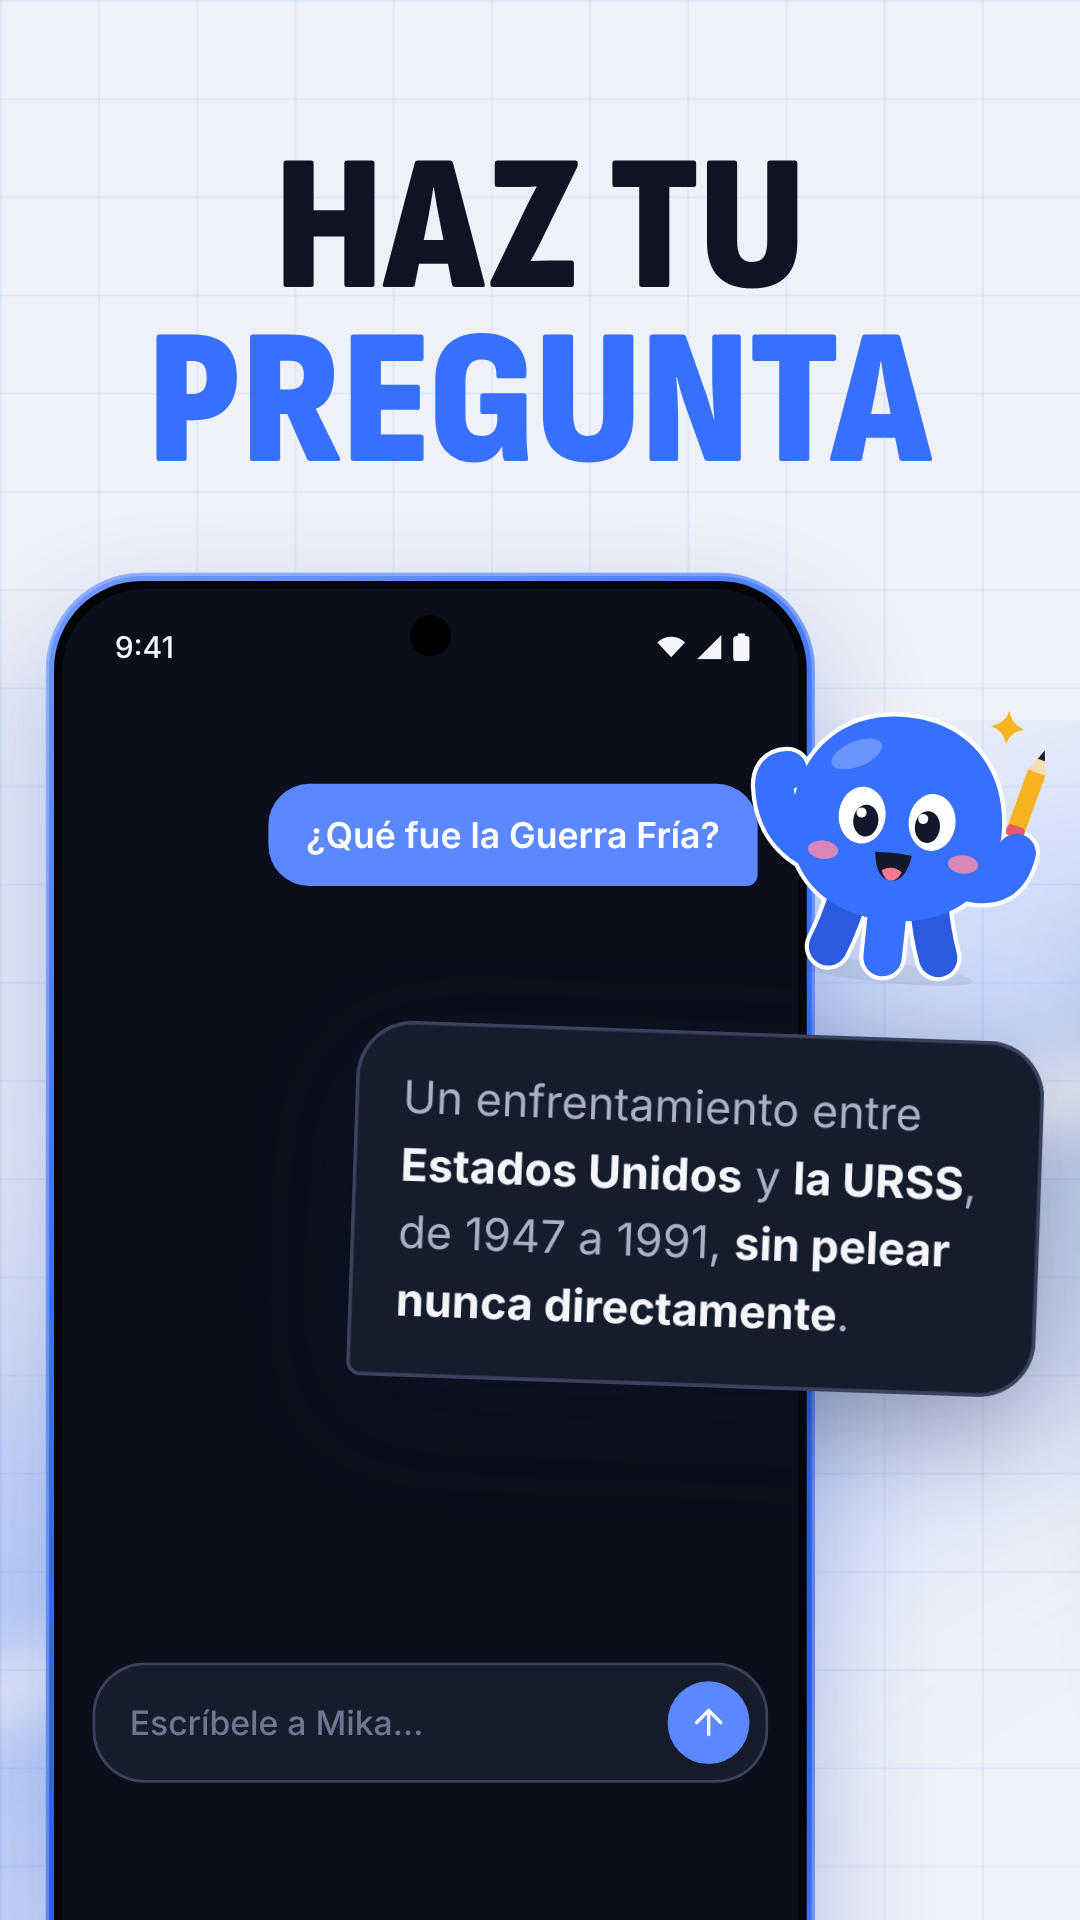 HAZ TU
PREGUNTA
9:41
¿Qué fue la Guerra Fría?
Un enfrentamiento entre
Estados Unidos y la URSS,
de 1947 a 1991, sin pelear
nunca directamente.
Escríbele a Mika...